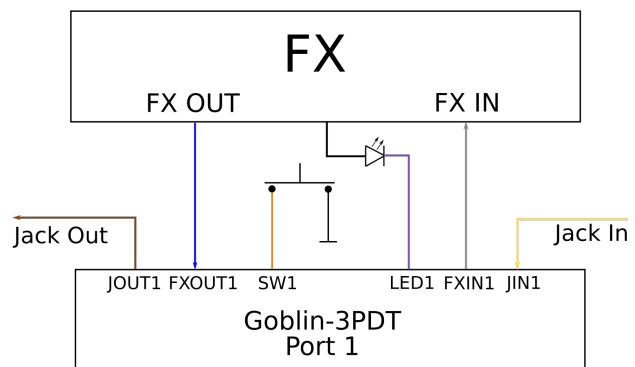 FX
FX OUT FX IN
Jack Out Jack In
JOUT1 FXOUT1 SW1 LED1 FXIN1 JIN1
Goblin-3PDT
Port 1